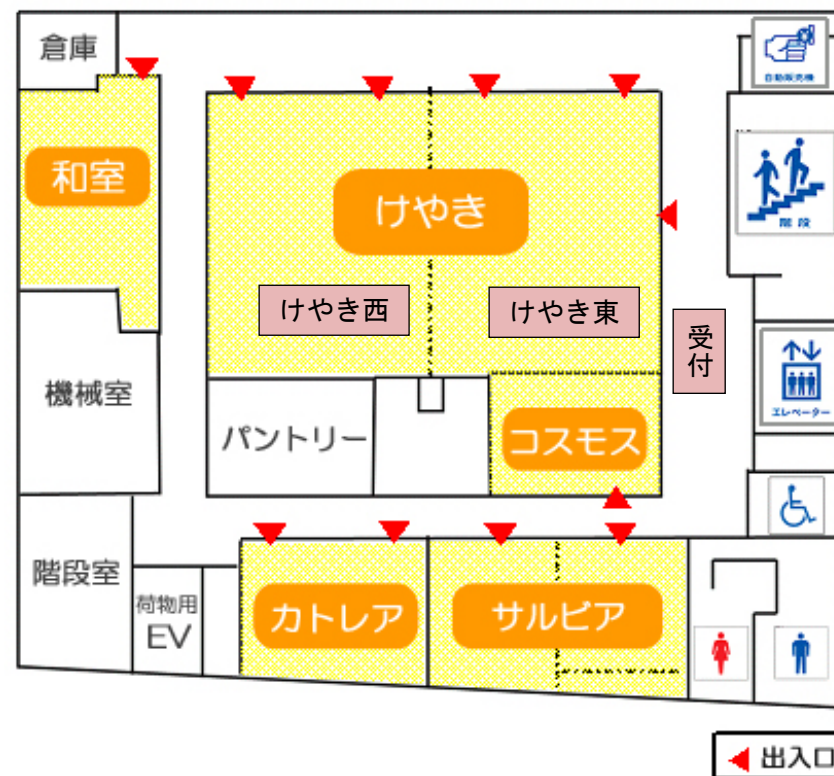 倉庫
自動販売機
和室
けやき
階段
けやき西
けやき東
受付
機械室
エレベーター
パントリー
コスモス
階段室
荷物用
EV
カトレア
サルビア
出入口